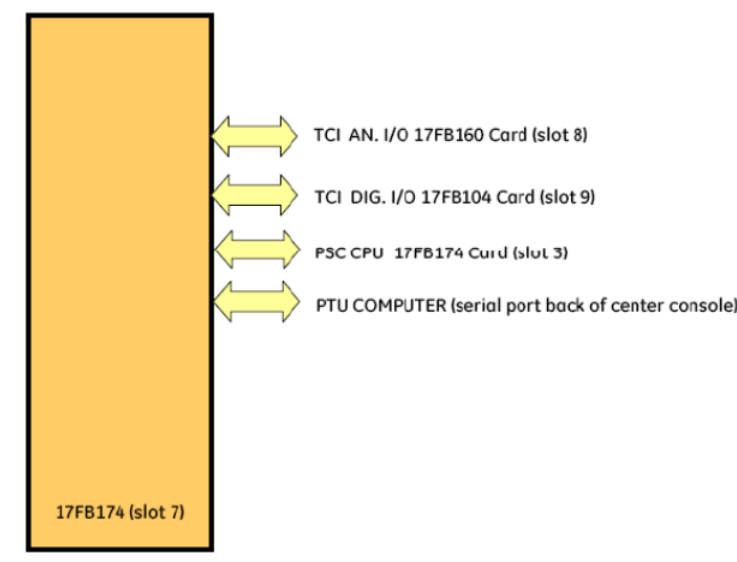 TCI AN. I/O 17FB160 Card (slot 8)
TCI DIG. I/O 17FB104 Card (slot 9)
PSC CPU 17FB174 Card (slot 3)
PTU COMPUTER (serial port back of center console)
17FB174 (slot 7)